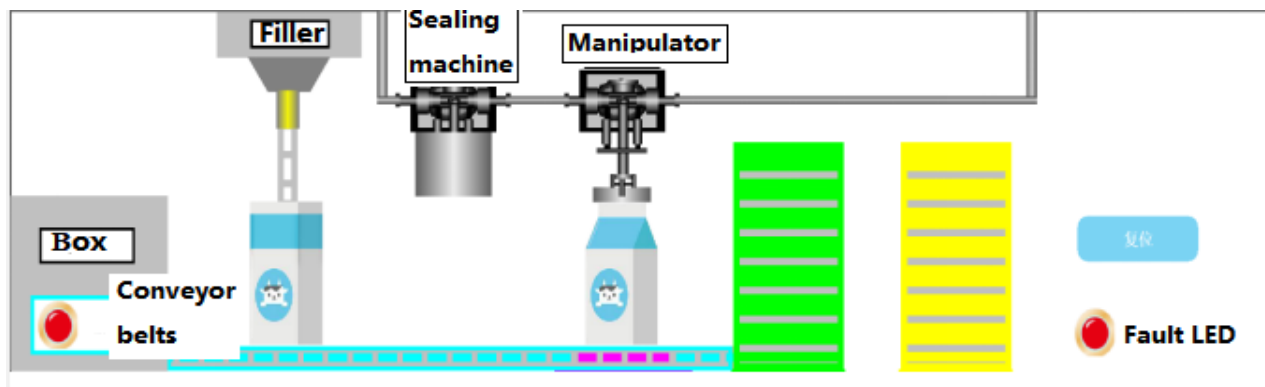 Filler
Sealing
machine
Manipulator
Box
Conveyor
belts
复位
Fault LED